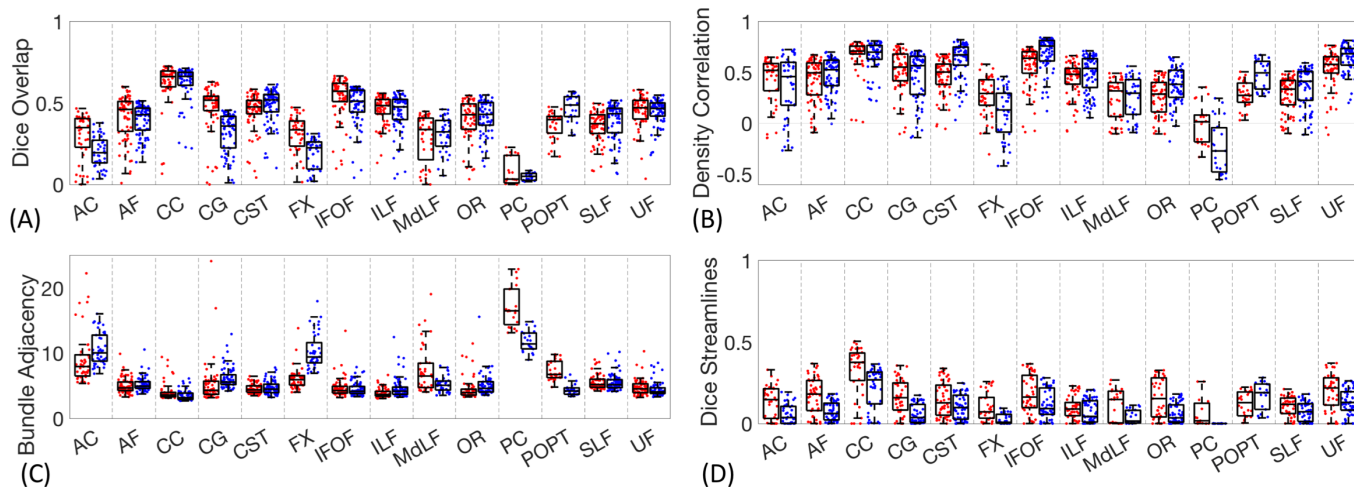 1
Dice Overlap
0.5
0
AC AF CC CG CST FX IFOF ILF MdLF OR PC POPT SLF UF
(A)
1
Density Correlation
0.5
0
-0.5
AC AF CC CG CST FX IFOF ILF MdLF OR PC POPT SLF UF
(B)
Bundle Adjacency
20
10
0
AC AF CC CG CST FX IFOF ILF MdLF OR PC POPT SLF UF
(C)
1
Dice Streamlines
0.5
0
AC AF CC CG CST FX IFOF ILF MdLF OR PC POPT SLF UF
(D)